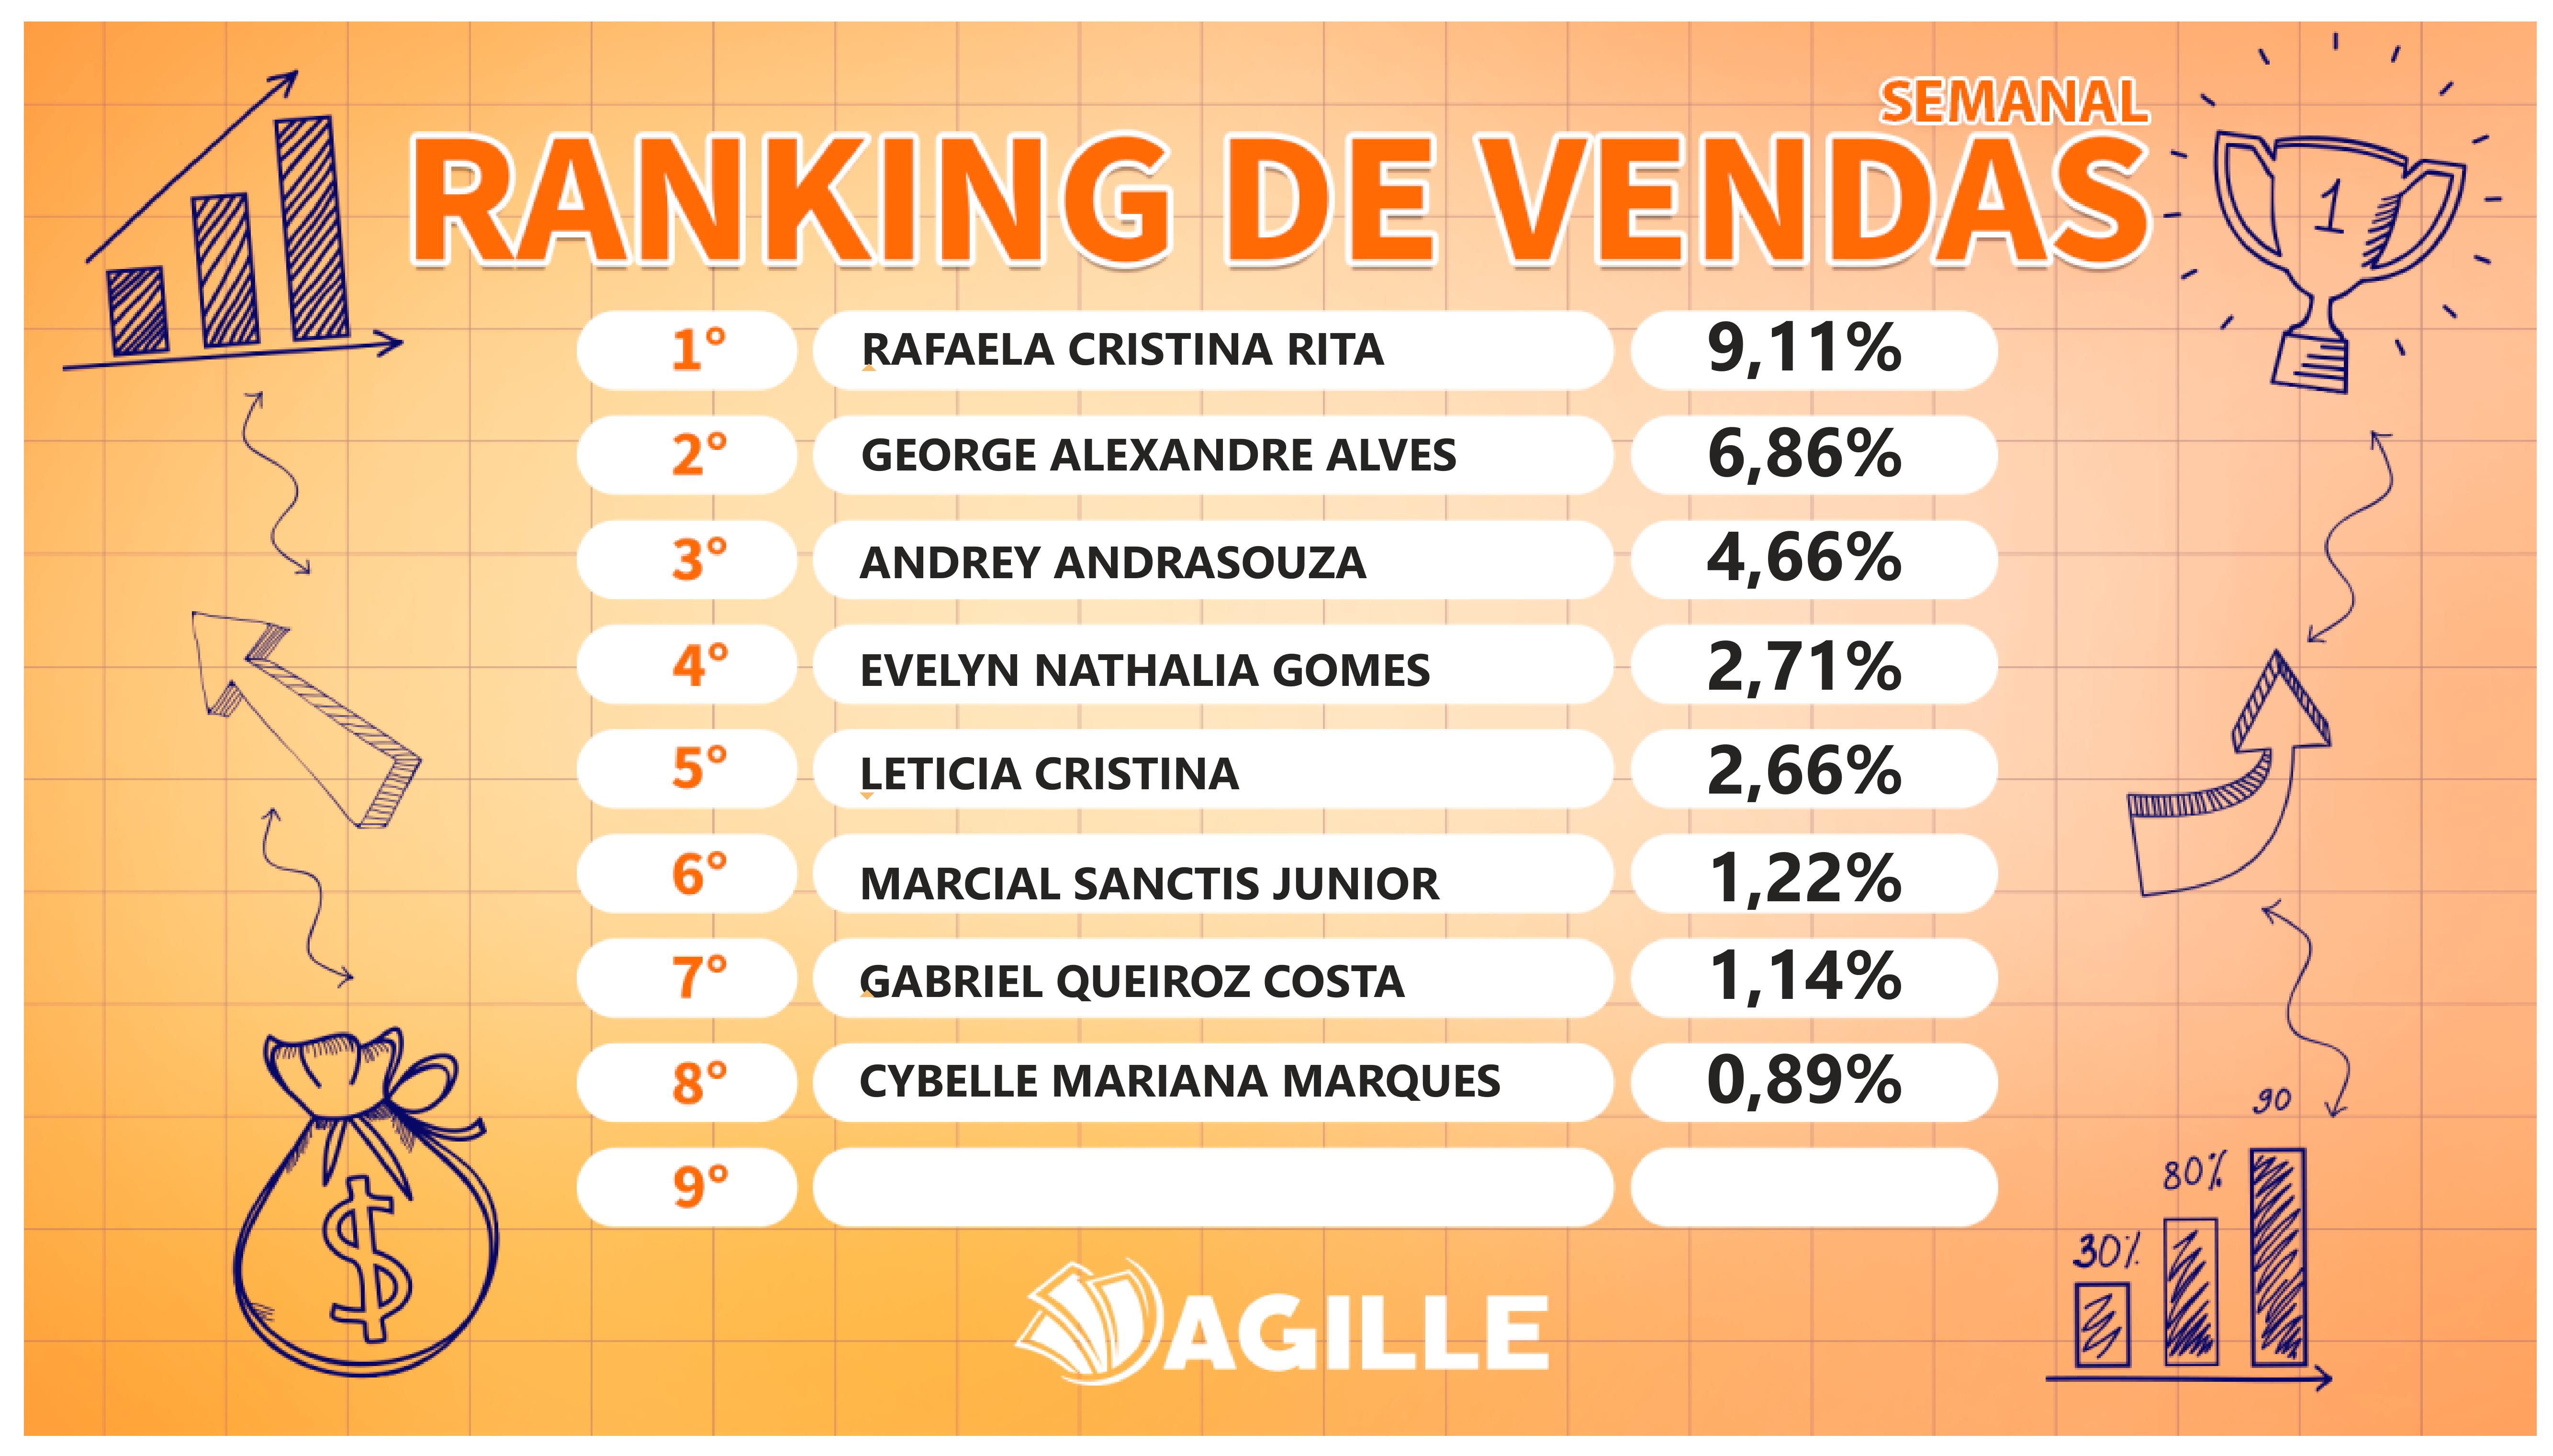 SEMANAL
RANKING DE VENDAS
1
1° RAFAELA CRISTINA RITA 9,11%
2° GEORGE ALEXANDRE ALVES 6,86%
3° ANDREY ANDRASOUZA 4,66%
4° EVELYN NATHALIA GOMES 2,71%
5° LETICIA CRISTINA 2,66%
6° MARCIAL SANCTIS JUNIOR 1,22%
7° GABRIEL QUEIROZ COSTA 1,14%
8° CYBELLE MARIANA MARQUES 0,89%
9°
$
30% 80% 90
AGILLE